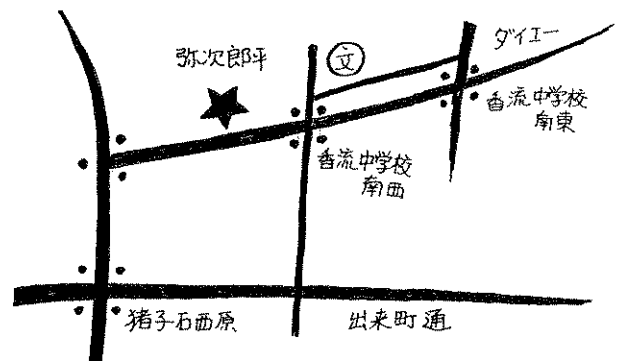 ダイエー
弥次郎平
文
香流中学校
南東
香流中学校
南西
猪子石西原
出来町通